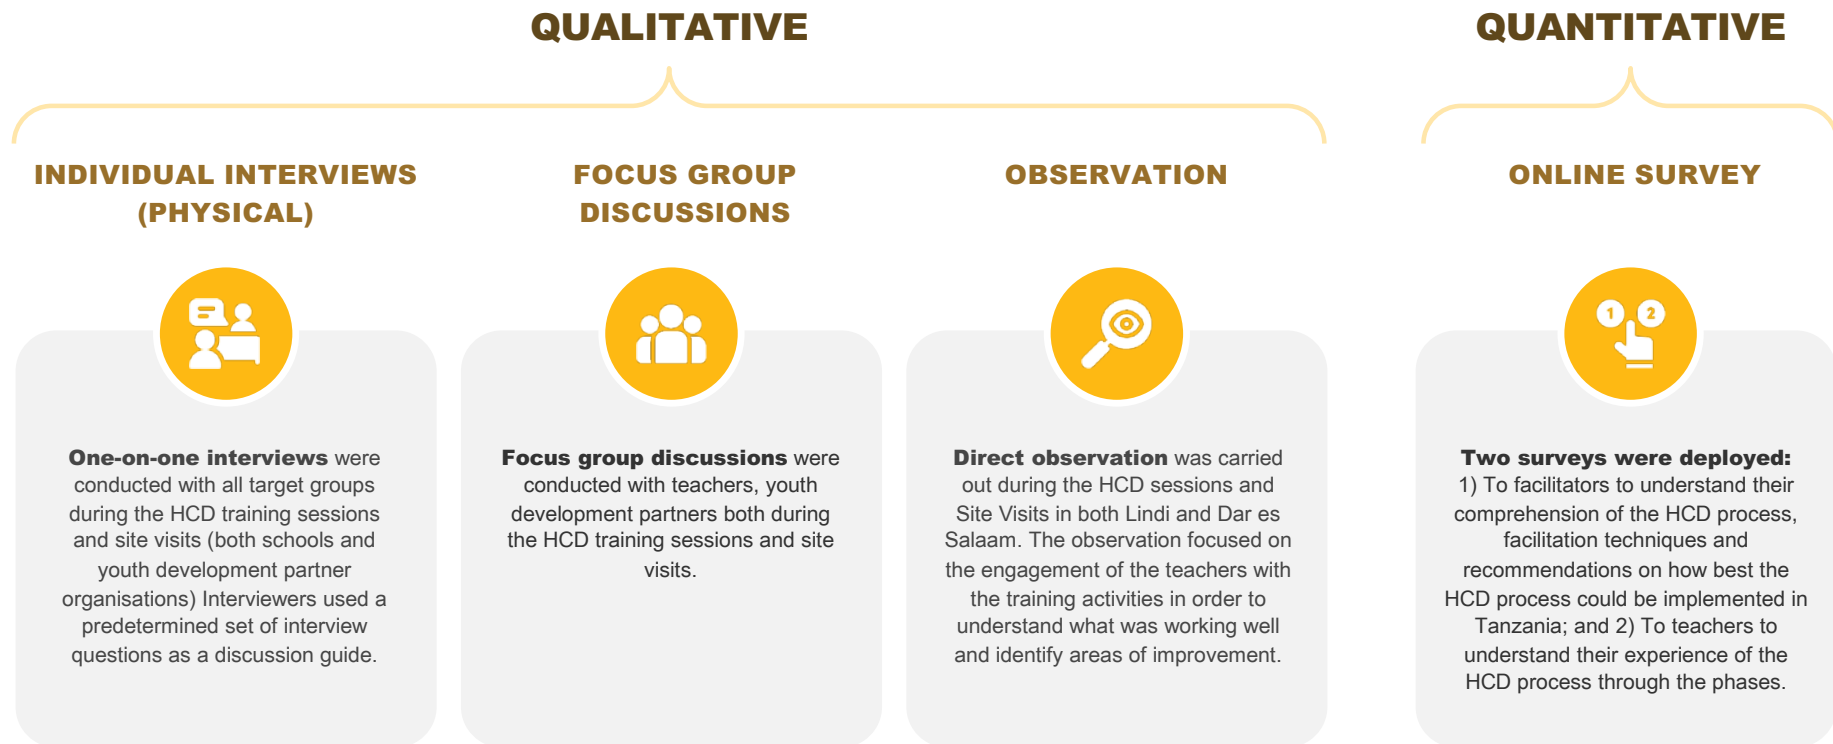 QUALITATIVE
QUANTITATIVE
INDIVIDUAL INTERVIEWS
(PHYSICAL)
FOCUS GROUP
DISCUSSIONS
OBSERVATION
ONLINE SURVEY
1 2
One-on-one interviews were
conducted with all target groups
during the HCD training sessions
and site visits (both schools and
youth development partner
organisations) Interviewers used a
predetermined set of interview
questions as a discussion guide.
Focus group discussions were
conducted with teachers, youth
development partners both during
the HCD training sessions and site
visits.
Direct observation was carried
out during the HCD sessions and
Site Visits in both Lindi and Dar es
Salaam. The observation focused on
the engagement of the teachers with
the training activities in order to
understand what was working well
and identify areas of improvement.
Two surveys were deployed:
1) To facilitators to understand their
comprehension of the HCD process,
facilitation techniques and
recommendations on how best the
HCD process could be implemented in
Tanzania; and 2) To teachers to
understand their experience of the
HCD process through the phases.